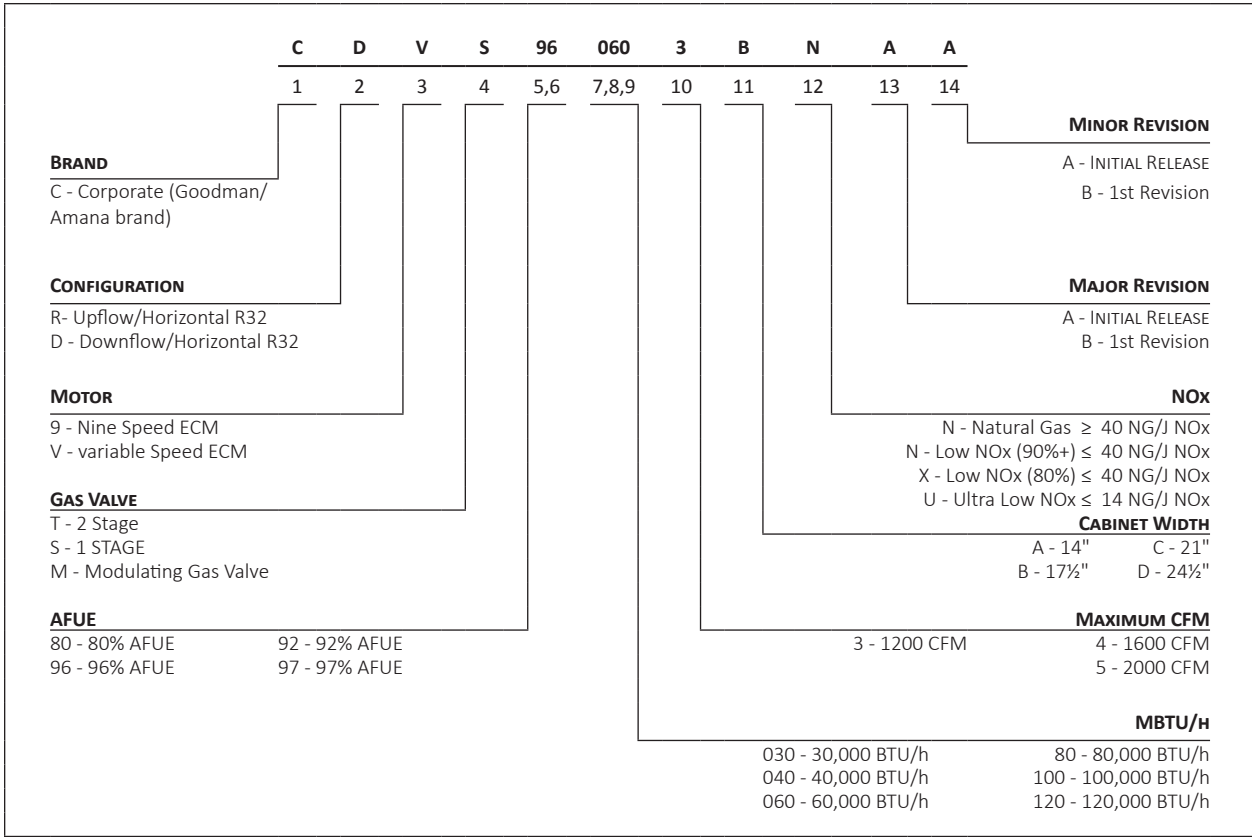 C D V S 96 060 3 B N A A
1 2 3 4 5,6 7,8,9 10 11 12 13 14
BRAND
C - Corporate (Goodman/
Amana brand)
CONFIGURATION
R- Upflow/Horizontal R32
D - Downflow/Horizontal R32
MOTOR
9 - Nine Speed ECM
V - variable Speed ECM
GAS VALVE
T - 2 Stage
S - 1 STAGE
M - Modulating Gas Valve
AFUE
80 - 80% AFUE 92 - 92% AFUE
96 - 96% AFUE 97 - 97% AFUE
MINOR REVISION
A - INITIAL RELEASE
B - 1st Revision
MAJOR REVISION
A - INITIAL RELEASE
B - 1st Revision
NOx
N - Natural Gas ≥ 40 NG/J NOx
N - Low NOx (90%+) ≤ 40 NG/J NOx
X - Low NOx (80%) ≤ 40 NG/J NOx
U - Ultra Low NOx ≤ 14 NG/J NOx
CABINET WIDTH
A - 14" C - 21"
B - 17½" D - 24½"
MAXIMUM CFM
3 - 1200 CFM 4 - 1600 CFM
5 - 2000 CFM
MBTU/H
030 - 30,000 BTU/h 80 - 80,000 BTU/h
040 - 40,000 BTU/h 100 - 100,000 BTU/h
060 - 60,000 BTU/h 120 - 120,000 BTU/h